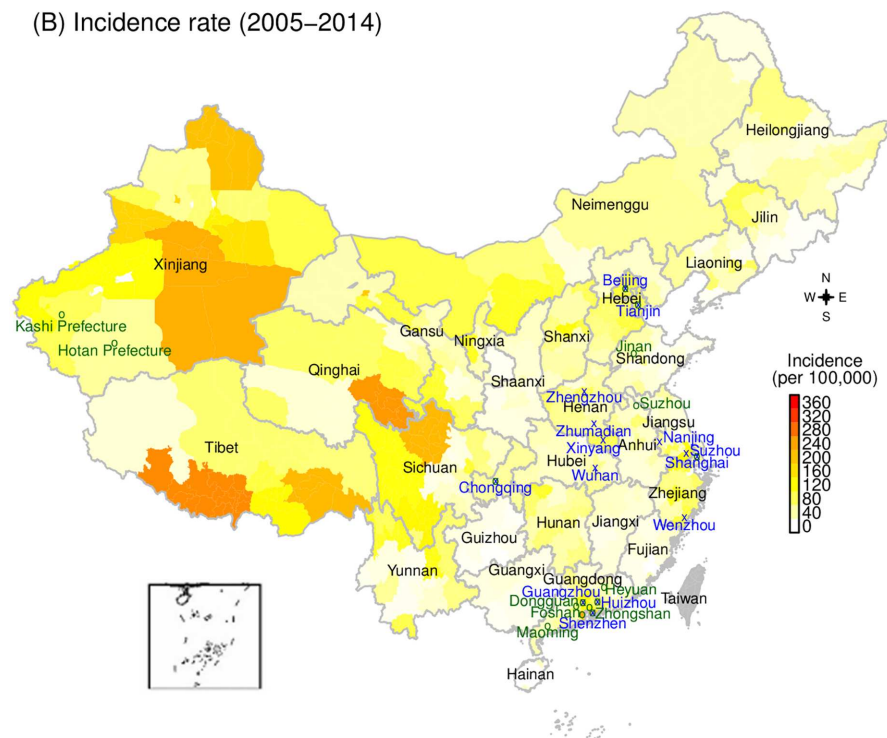 (B) Incidence rate (2005–2014)
Heilongjiang
Neimenggu
Jilin
Xinjiang
Liaoning
Beijing
N
Hebei
W E
Tianjin
S
Kashi Prefecture
Gansu
Ningxia
Shanxi
Hotan Prefecture
Jinan
Shandong
Qinghai
Shaanxi
Incidence
(per 100,000)
360
320
280
240
200
160
120
80
40
0
Zhengzhou
Henan
Suzhou
Jiangsu
Zhumadian
Nanjing
Tibet
Xinyang
Anhui
Suzhou
Sichuan
Hubei
Shanghai
Wuhan
Chongqing
Zhejiang
Hunan
Jiangxi
Wenzhou
Guizhou
Fujian
Yunnan
Guangxi
Guangdong
Guangzhou
Heyuan
Taiwan
Dongguan
Huizhou
Foshan
Zhongshan
Shenzhen
Maoming
Hainan